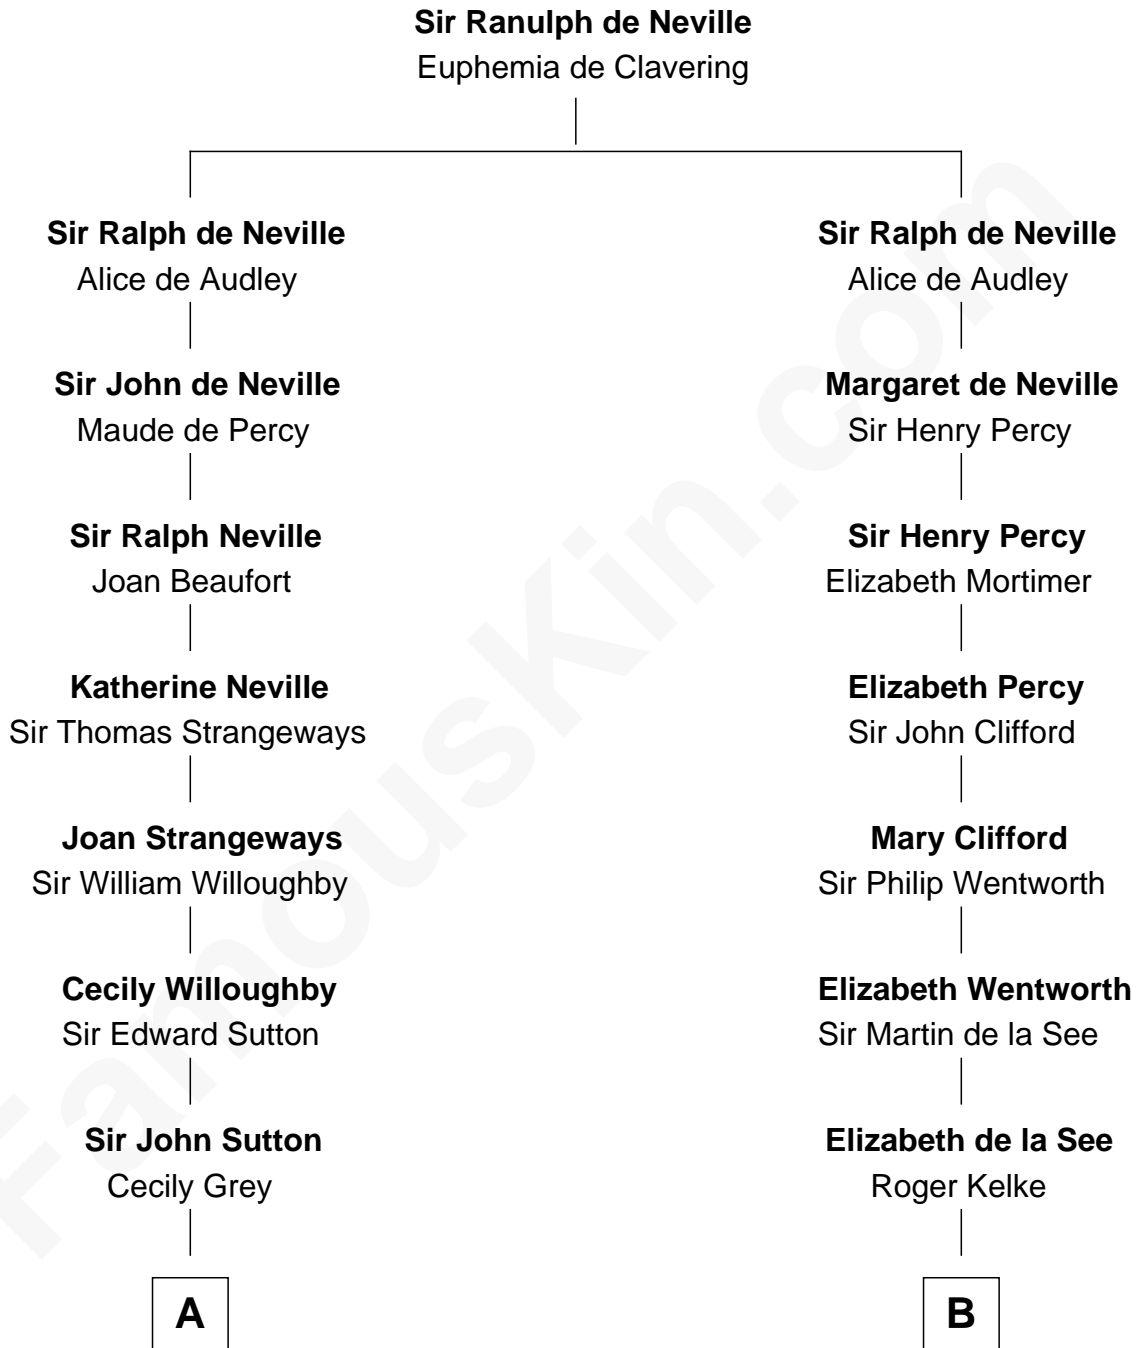 Sir Ranulph de Neville
Euphemia de Clavering
Sir Ralph de Neville
Alice de Audley
Sir Ralph de Neville
Alice de Audley
Sir John de Neville
Maude de Percy
Margaret de Neville
Sir Henry Percy
Sir Ralph Neville
Joan Beaufort
Sir Henry Percy
Elizabeth Mortimer
Katherine Neville
Sir Thomas Strangeways
Elizabeth Percy
Sir John Clifford
Joan Strangeways
Sir William Willoughby
Mary Clifford
Sir Philip Wentworth
Cecily Willoughby
Sir Edward Sutton
Elizabeth Wentworth
Sir Martin de la See
Sir John Sutton
Cecily Grey
Elizabeth de la See
Roger Kelke
A
B
FamousKin.com